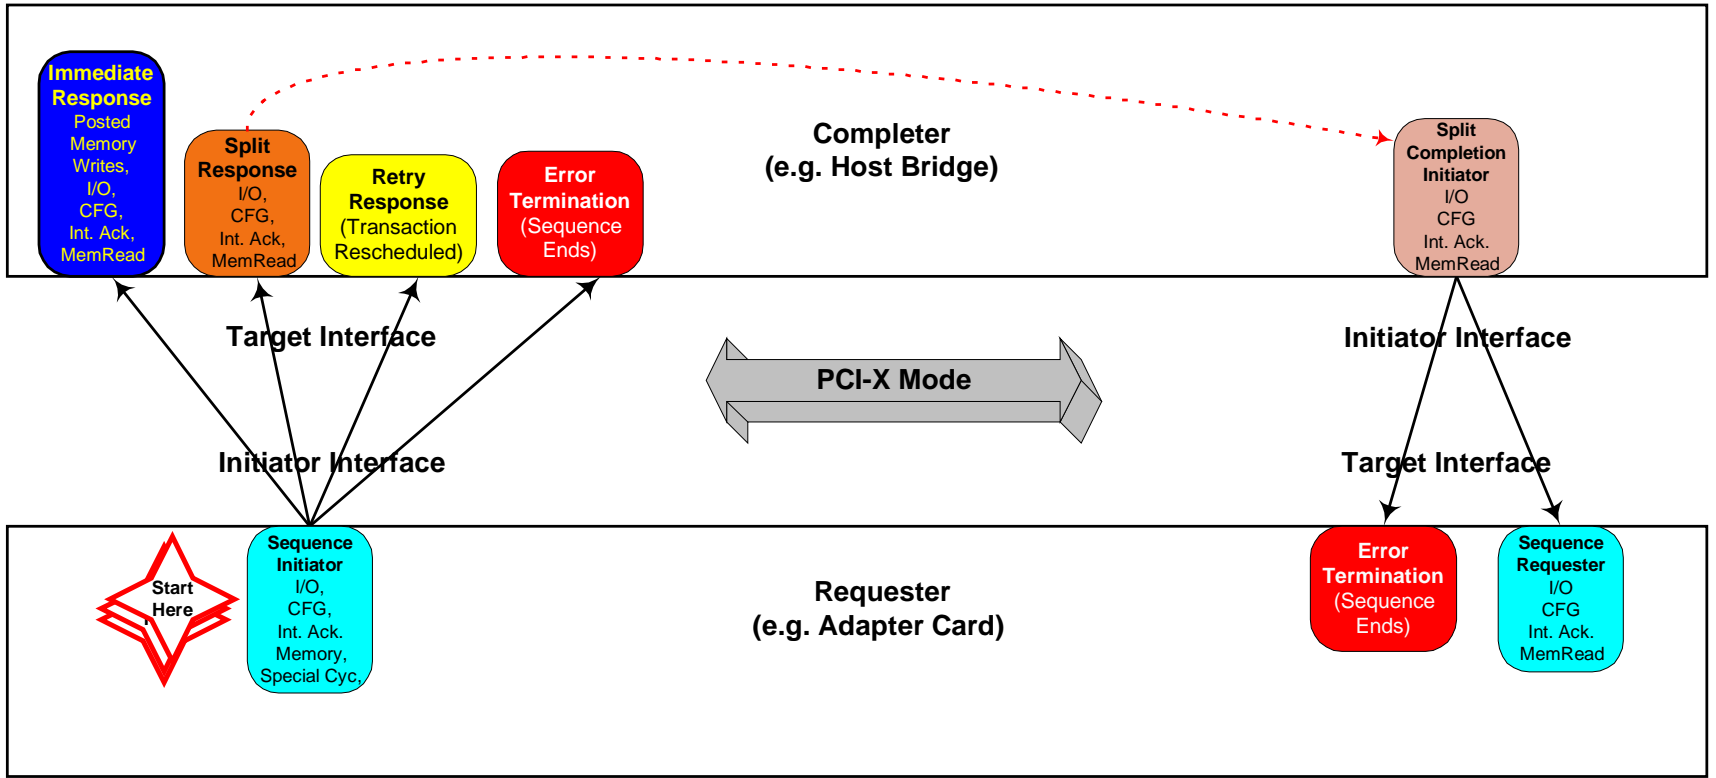 Immediate
Response
Posted
Memory
Writes,
I/O,
CFG,
Int. Ack,
MemRead
Split
Response
I/O,
CFG,
Int. Ack,
MemRead
Retry
Response
(Transaction
Rescheduled)
Error
Termination
(Sequence
Ends)
Completer
(e.g. Host Bridge)
Split
Completion
Initiator
I/O
CFG
Int. Ack.
MemRead
Target Interface
Initiator Interface
PCI-X Mode
Initiator Interface
Target Interface
Start
Here
Sequence
Initiator
I/O,
CFG,
Int. Ack.
Memory,
Special Cyc,
Requester
(e.g. Adapter Card)
Error
Termination
(Sequence
Ends)
Sequence
Requester
I/O
CFG
Int. Ack.
MemRead